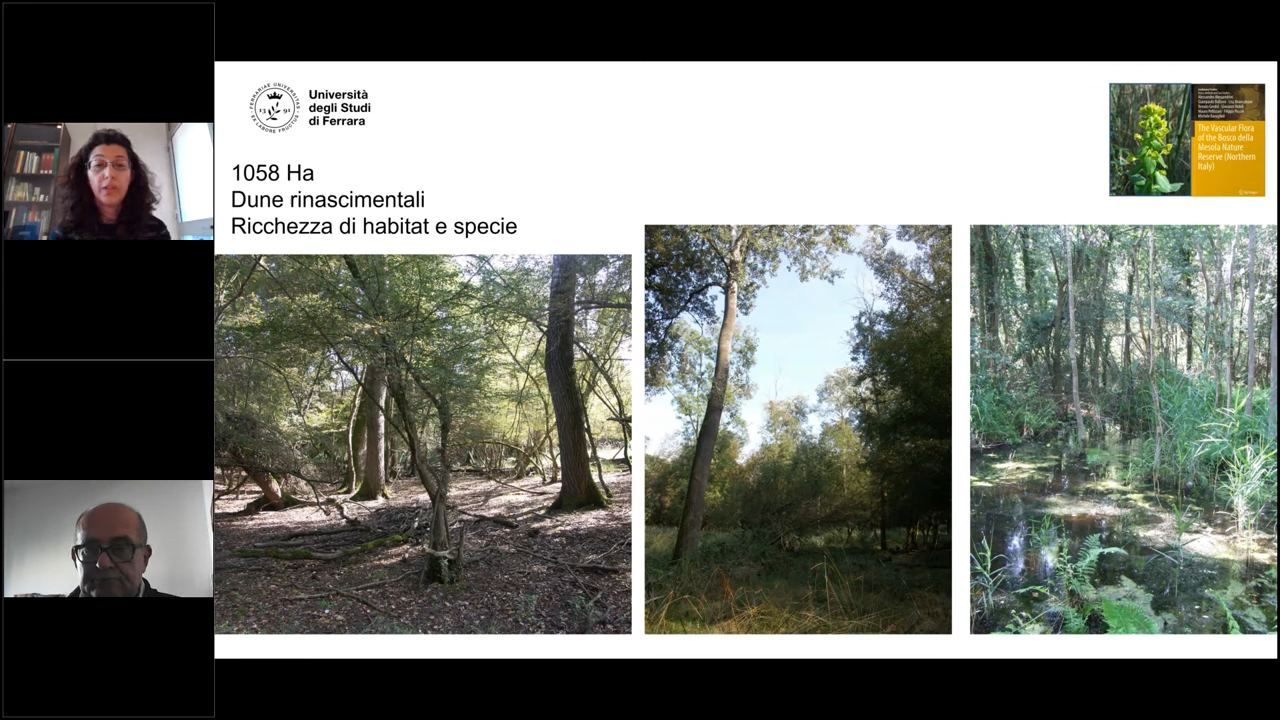 Università
degli Studi
di Ferrara
1058 Ha
Dune rinascimentali
Ricchezza di habitat e specie
The Vascular Flora
of the Bosco della
Mesola Nature
Reserve (Northern
Italy)